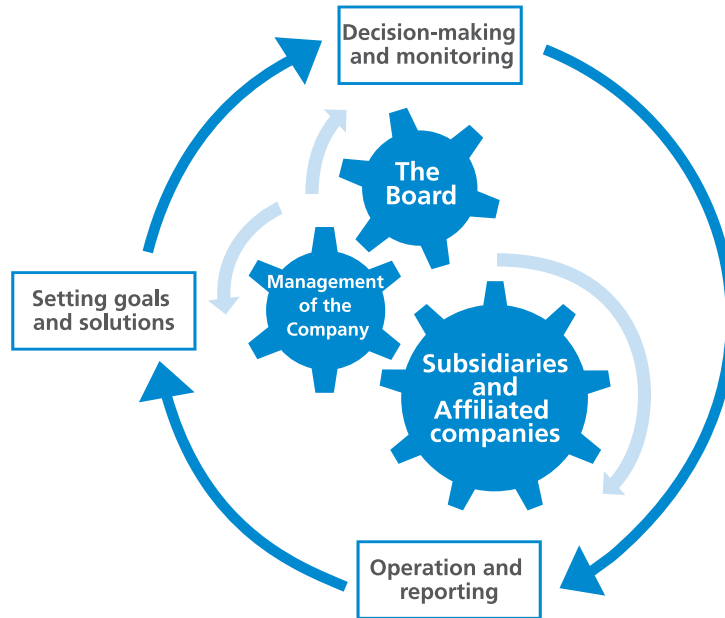 Decision-making
and monitoring
The
Board
Management
of the
Company
Setting goals
and solutions
Subsidiaries
and
Affiliated
companies
Operation and
reporting